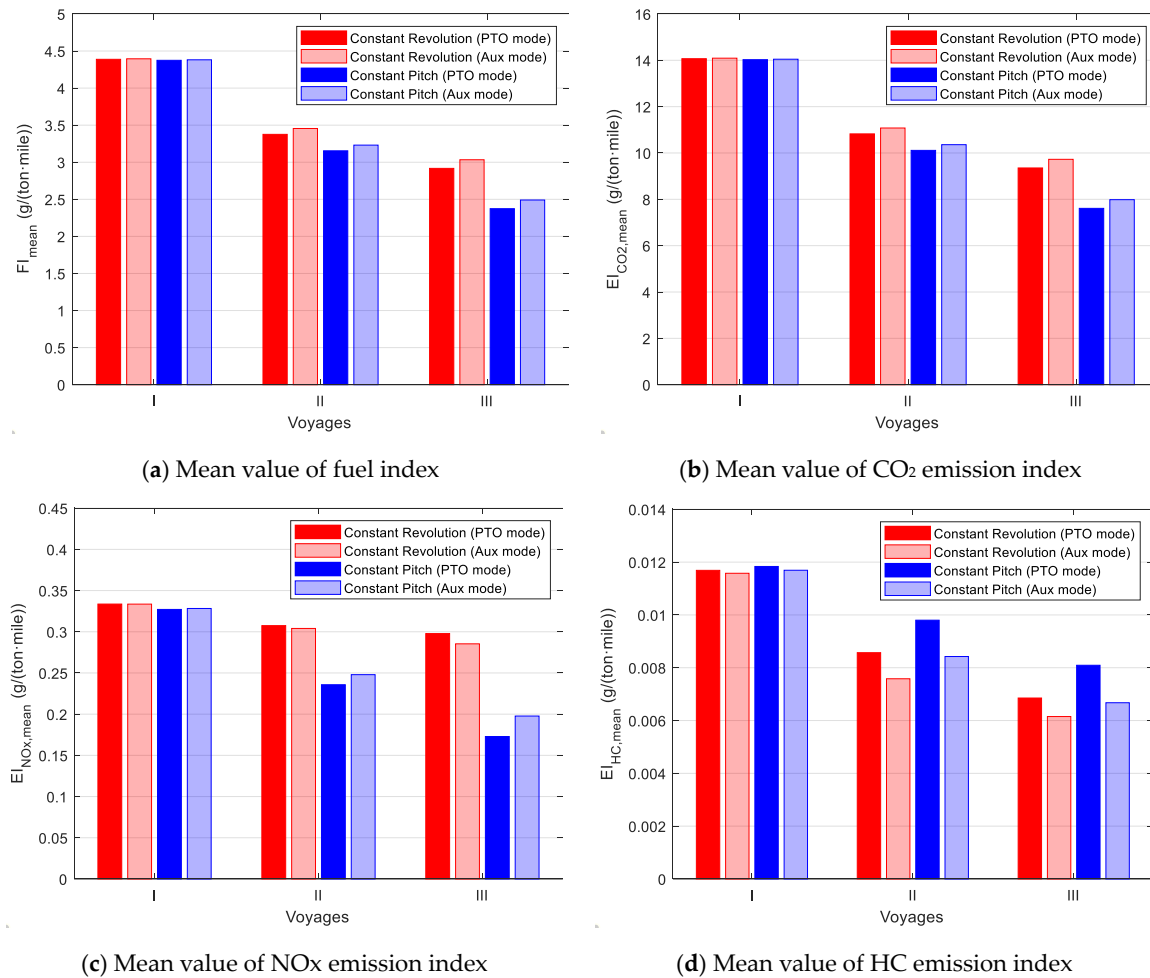 5
4.5
4
3.5
3
2.5
2
1.5
1
0.5
0
FI_mean (g/(ton·mile))
Constant Revolution (PTO mode)
Constant Revolution (Aux mode)
Constant Pitch (PTO mode)
Constant Pitch (Aux mode)
I II III
Voyages
(a) Mean value of fuel index
16
14
12
10
8
6
4
2
0
EI_CO2,mean (g/(ton·mile))
Constant Revolution (PTO mode)
Constant Revolution (Aux mode)
Constant Pitch (PTO mode)
Constant Pitch (Aux mode)
I II III
Voyages
(b) Mean value of CO₂ emission index
0.45
0.4
0.35
0.3
0.25
0.2
0.15
0.1
0.05
0
EI_NOx,mean (g/(ton·mile))
Constant Revolution (PTO mode)
Constant Revolution (Aux mode)
Constant Pitch (PTO mode)
Constant Pitch (Aux mode)
I II III
Voyages
(c) Mean value of NOx emission index
0.014
0.012
0.01
0.008
0.006
0.004
0.002
0
EI_HC,mean (g/(ton·mile))
Constant Revolution (PTO mode)
Constant Revolution (Aux mode)
Constant Pitch (PTO mode)
Constant Pitch (Aux mode)
I II III
Voyages
(d) Mean value of HC emission index